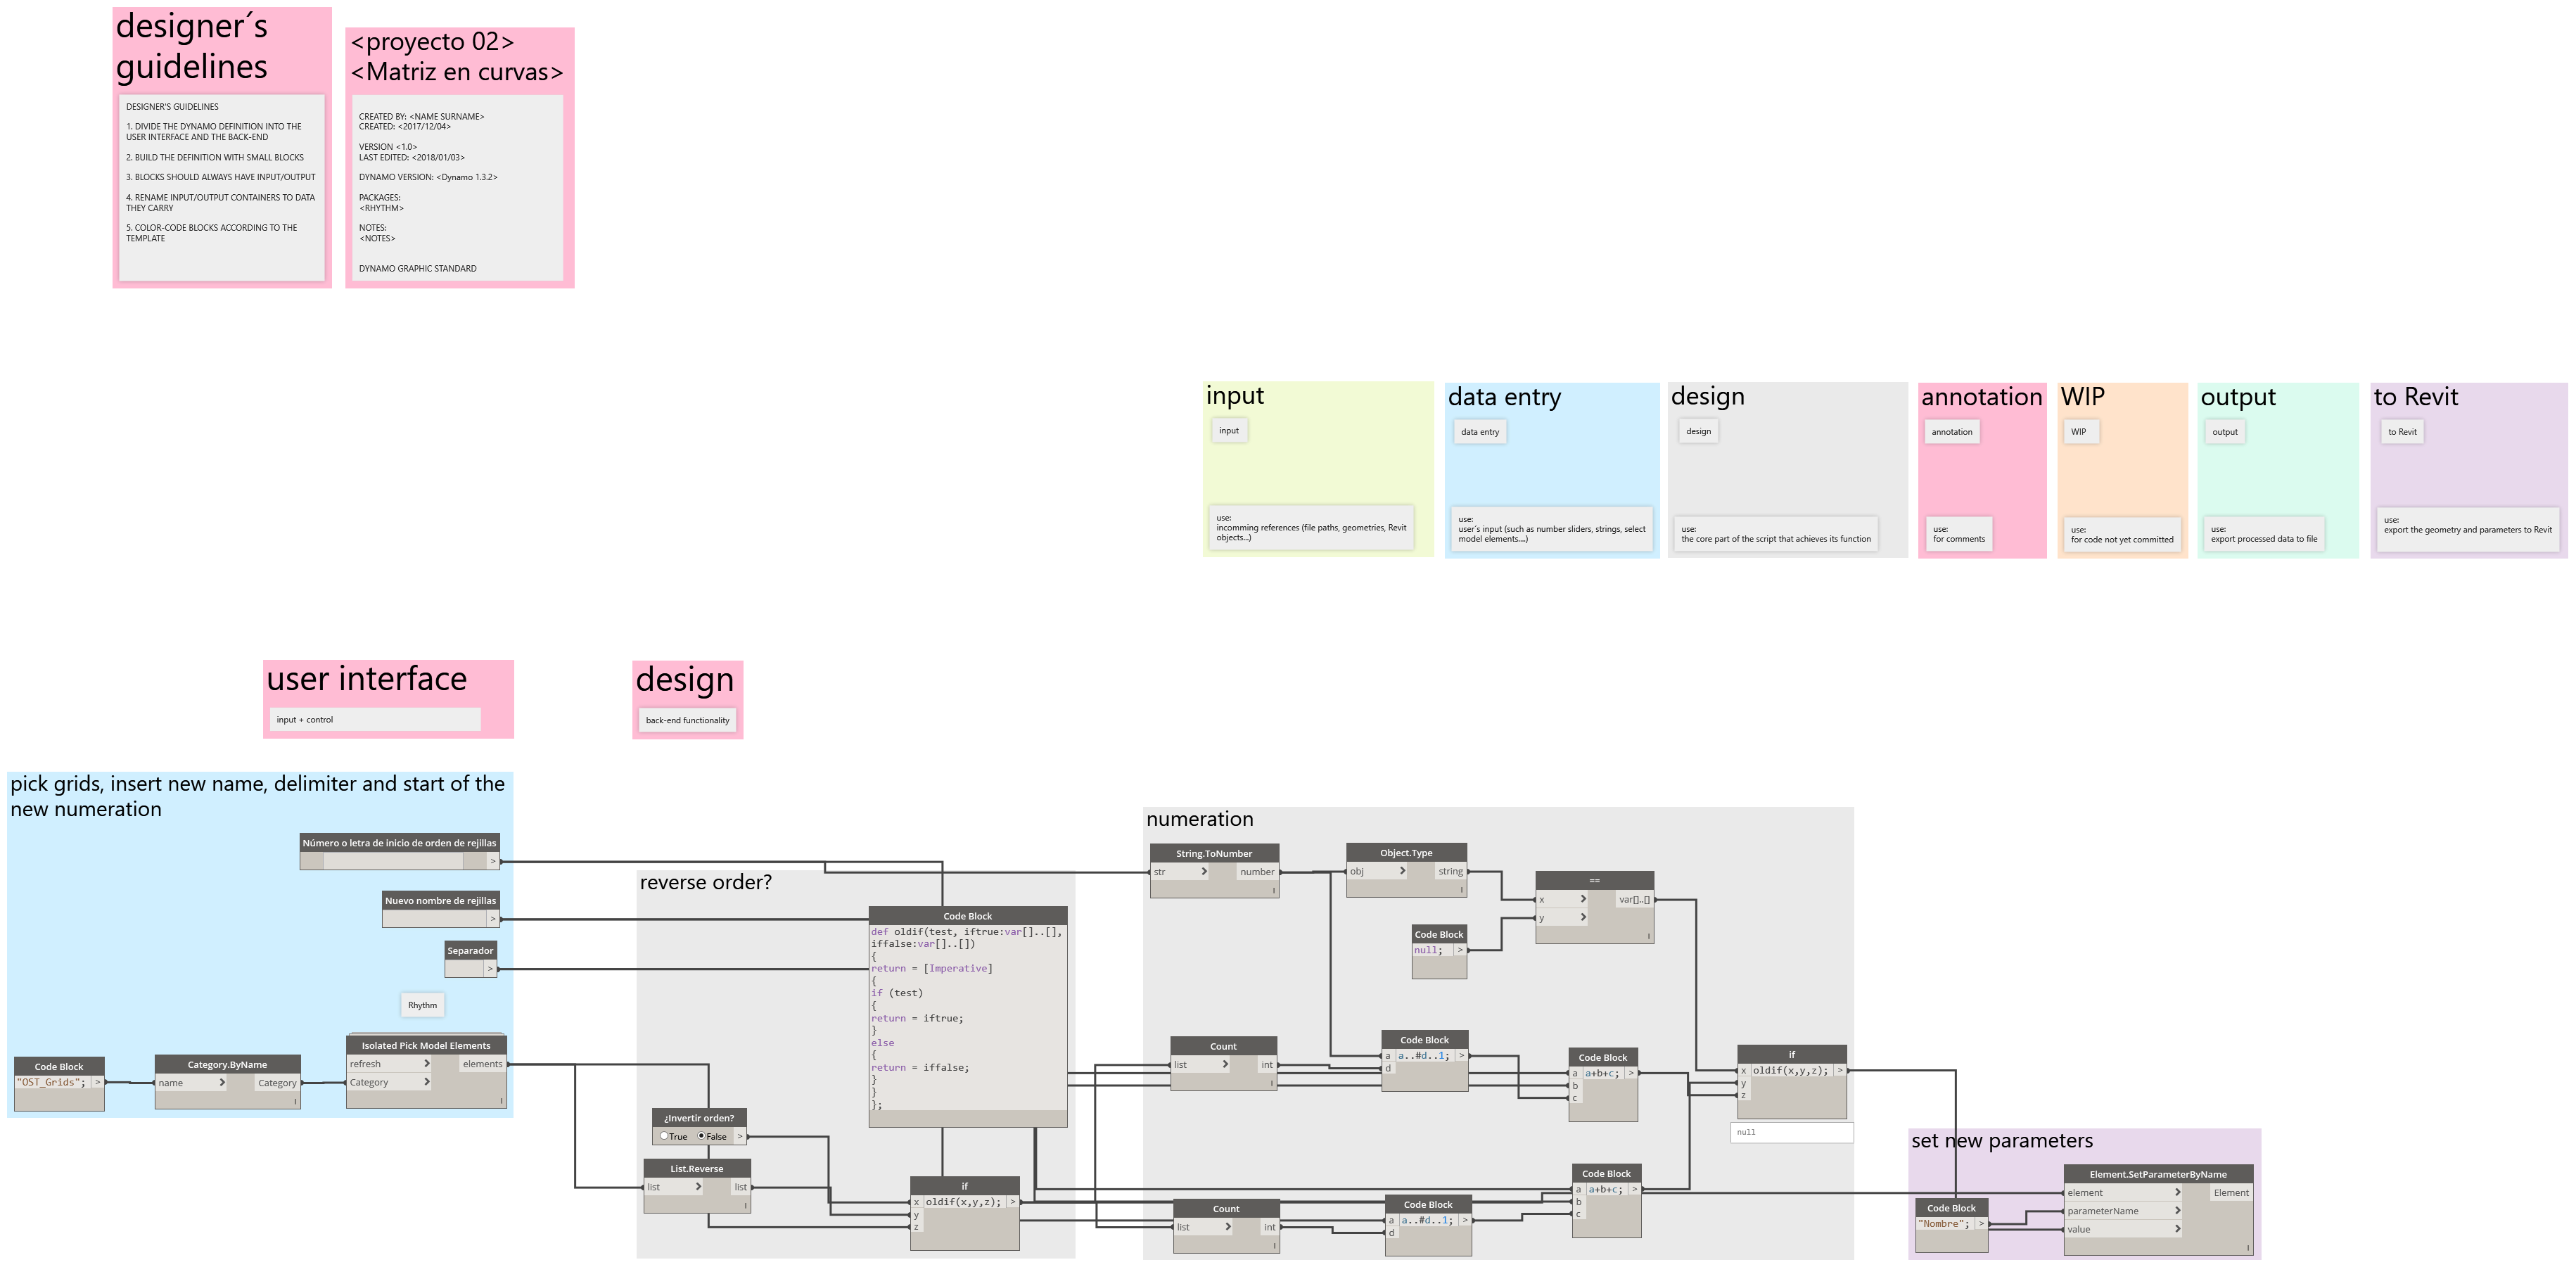 designer´s
guidelines
DESIGNER'S GUIDELINES
1. DIVIDE THE DYNAMO DEFINITION INTO THE
USER INTERFACE AND THE BACK-END
2. BUILD THE DEFINITION WITH SMALL BLOCKS
3. BLOCKS SHOULD ALWAYS HAVE INPUT/OUTPUT
4. RENAME INPUT/OUTPUT CONTAINERS TO DATA
THEY CARRY
5. COLOR-CODE BLOCKS ACCORDING TO THE
TEMPLATE
<proyecto 02>
<Matriz en curvas>
CREATED BY: <NAME SURNAME>
CREATED: <2017/12/04>
VERSION <1.0>
LAST EDITED: <2018/01/03>
DYNAMO VERSION: <Dynamo 1.3.2>
PACKAGES:
<RHYTHM>
NOTES:
<NOTES>
DYNAMO GRAPHIC STANDARD
input
input
use:
incomming references (file paths, geometries, Revit
objects...)
data entry
data entry
use:
user´s input (such as number sliders, strings, select
model elements....)
design
design
use:
the core part of the script that achieves its function
annotation
annotation
use:
for comments
WIP
WIP
use:
for code not yet committed
output
output
use:
export processed data to file
to Revit
to Revit
use:
export the geometry and parameters to Revit
user interface
input + control
design
back-end functionality
pick grids, insert new name, delimiter and start of the
new numeration
Número o letra de inicio de orden de rejillas
>
Nuevo nombre de rejillas
>
Separador
>
Rhythm
Code Block
"OST_Grids"; >
Category.ByName
name > Category
l
Isolated Pick Model Elements
refresh > elements
Category >
l
reverse order?
Code Block
def oldif(test, iftrue:var[]..[],
iffalse:var[]..[])
{
return = [Imperative]
{
if (test)
{
return = iftrue;
}
else
{
return = iffalse;
}
}
};
¿Invertir orden?
True False >
List.Reverse
list > list
l
if
x oldif(x,y,z); >
y
z
numeration
String.ToNumber
str > number
l
Object.Type
obj > string
l
==
x > var[]..[]
y >
l
Code Block
null; >
Count
list > int
l
Code Block
a a..#d..1; >
d
Code Block
a a+b+c; >
b
c
if
x oldif(x,y,z); >
y
z
null
Count
list > int
l
Code Block
a a..#d..1; >
d
Code Block
a a+b+c; >
b
c
set new parameters
Code Block
"Nombre"; >
Element.SetParameterByName
element > Element
parameterName >
value >
l